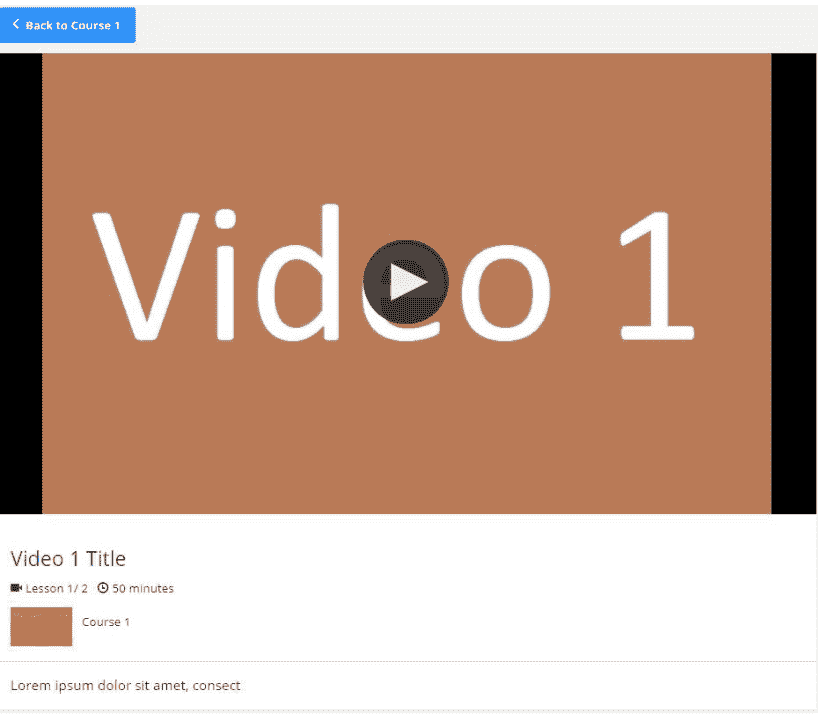 Back to Course 1
Video 1
Video 1 Title
Lesson 1/ 2 50 minutes
Course 1
Lorem ipsum dolor sit amet, consect